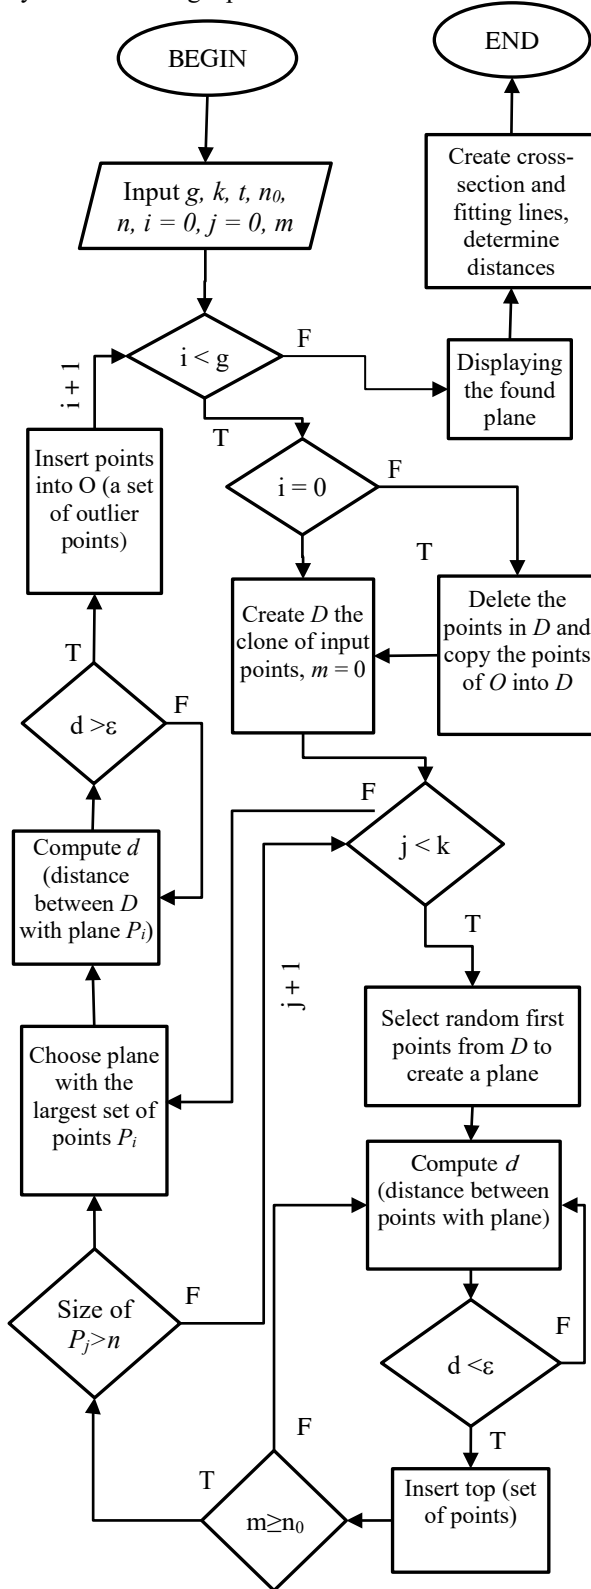 BEGIN
END
Input g, k, t, n₀,
n, i = 0, j = 0, m
Create cross-
section and
fitting lines,
determine
distances
i < g
F
T
i + 1
Displaying
the found
plane
Insert points
into O (a set
of outlier
points)
i = 0
F
T
Create D the
clone of input
points, m = 0
Delete the
points in D and
copy the points
of O into D
T
d >ε
F
F
j < k
T
j + 1
Compute d
(distance
between D
with plane Pᵢ)
Select random first
points from D to
create a plane
Choose plane
with the
largest set of
points Pᵢ
Compute d
(distance between
points with plane)
Size of
Pⱼ>n
F
d <ε
F
T
F
T
m≥n₀
Insert top (set
of points)